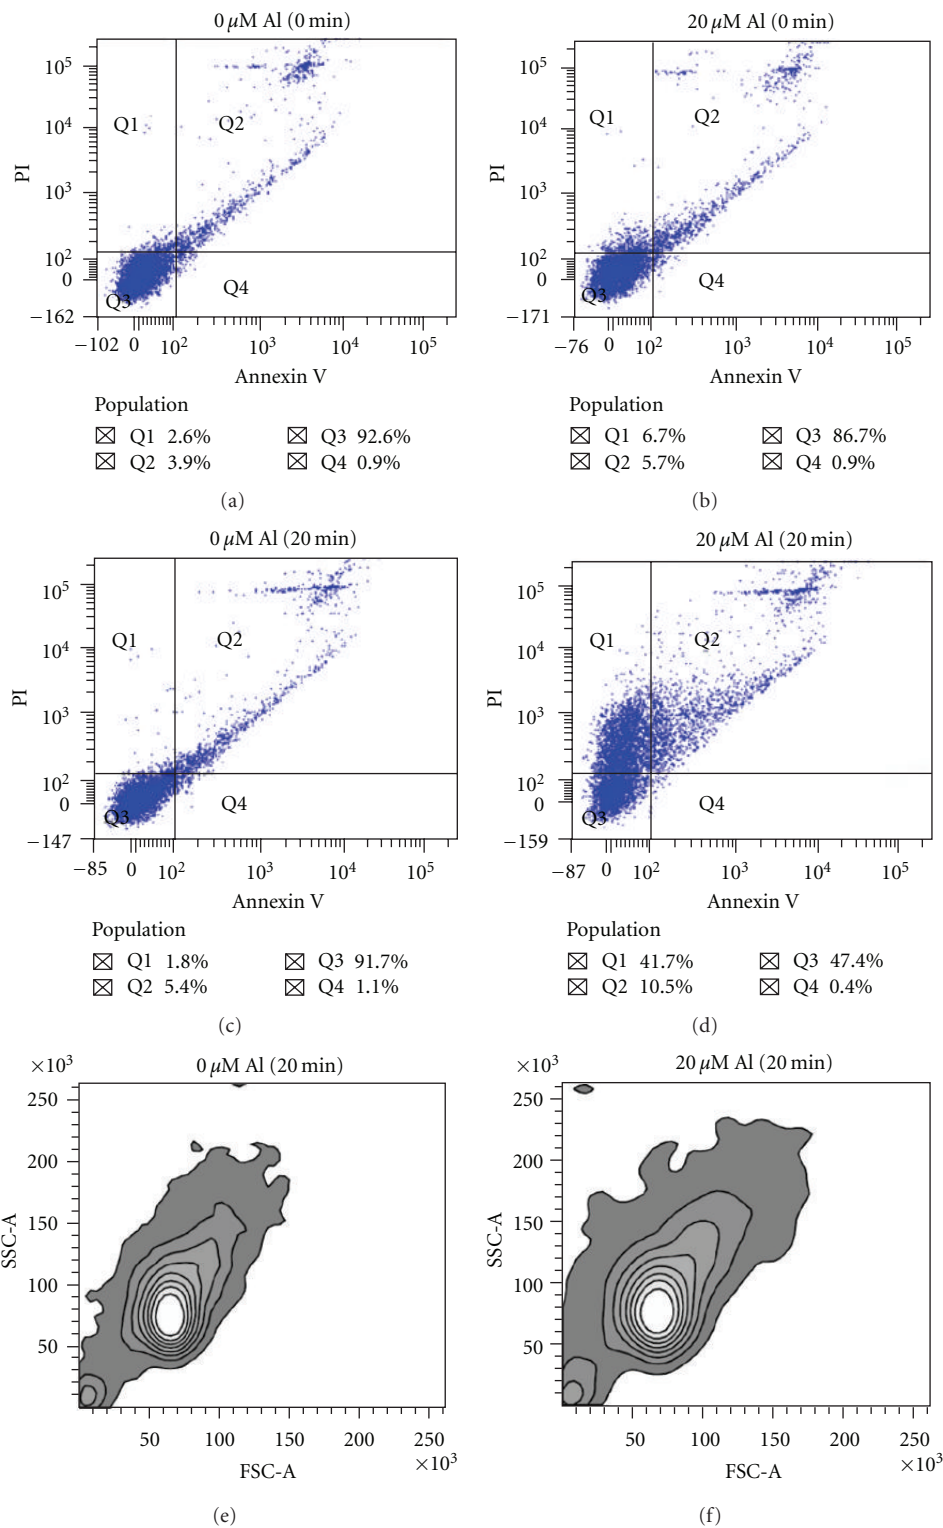 0 μM Al (0 min)
20 μM Al (0 min)
10⁵
10⁴
10³
10²
0
−162
PI
Q1
Q2
Q3
Q4
−102 0 10² 10³ 10⁴ 10⁵
Annexin V
10⁵
10⁴
10³
10²
0
−171
PI
Q1
Q2
Q3
Q4
−76 0 10² 10³ 10⁴ 10⁵
Annexin V
Population
Q1 2.6% Q3 92.6%
Q2 3.9% Q4 0.9%
(a)
Population
Q1 6.7% Q3 86.7%
Q2 5.7% Q4 0.9%
(b)
0 μM Al (20 min)
20 μM Al (20 min)
10⁵
10⁴
10³
10²
0
−147
PI
Q1
Q2
Q3
Q4
−85 0 10² 10³ 10⁴ 10⁵
Annexin V
10⁵
10⁴
10³
10²
0
−159
PI
Q1
Q2
Q3
Q4
−87 0 10² 10³ 10⁴ 10⁵
Annexin V
Population
Q1 1.8% Q3 91.7%
Q2 5.4% Q4 1.1%
(c)
Population
Q1 41.7% Q3 47.4%
Q2 10.5% Q4 0.4%
(d)
×10³
0 μM Al (20 min)
250
200
150
100
50
SSC-A
50 100 150 200 250
×10³
FSC-A
(e)
×10³
20 μM Al (20 min)
250
200
150
100
50
SSC-A
50 100 150 200 250
×10³
FSC-A
(f)